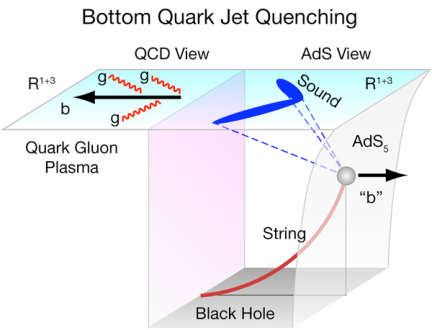 Bottom Quark Jet Quenching
QCD View
AdS View
R¹⁺³
g
g
b
g
Sound
R¹⁺³
Quark Gluon
Plasma
AdS₅
"b"
String
Black Hole